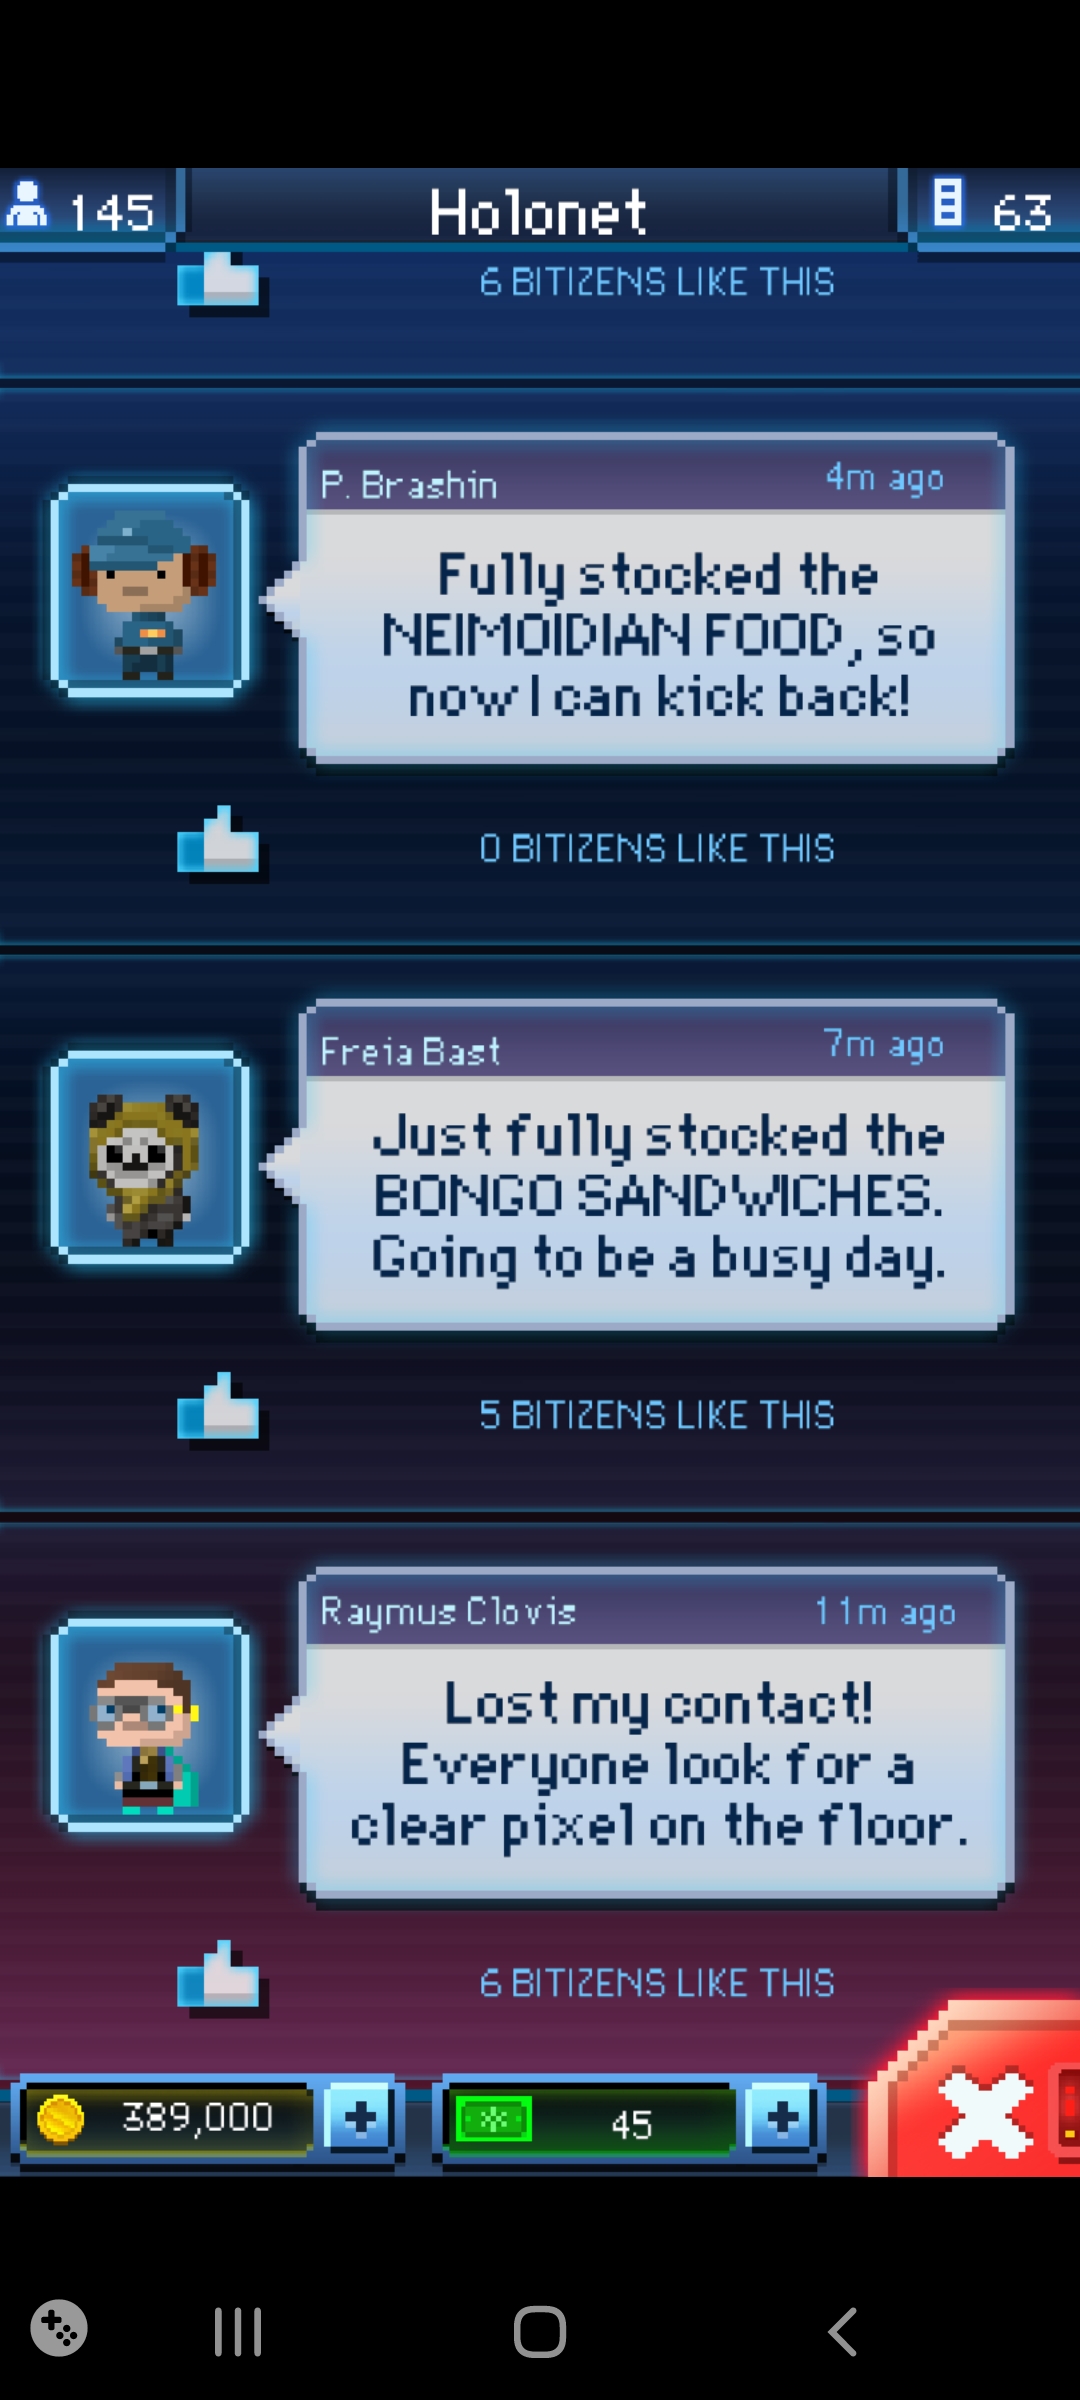 145
Holonet
63
6 BITIZENS LIKE THIS
P. Brashin
4m ago
Fully stocked the
NEIMOIDIAN FOOD, so
now I can kick back!
0 BITIZENS LIKE THIS
Freia Bast
7m ago
Just fully stocked the
BONGO SANDWICHES.
Going to be a busy day.
5 BITIZENS LIKE THIS
Raymus Clovis
11m ago
Lost my contact!
Everyone look for a
clear pixel on the floor.
6 BITIZENS LIKE THIS
389,000
45